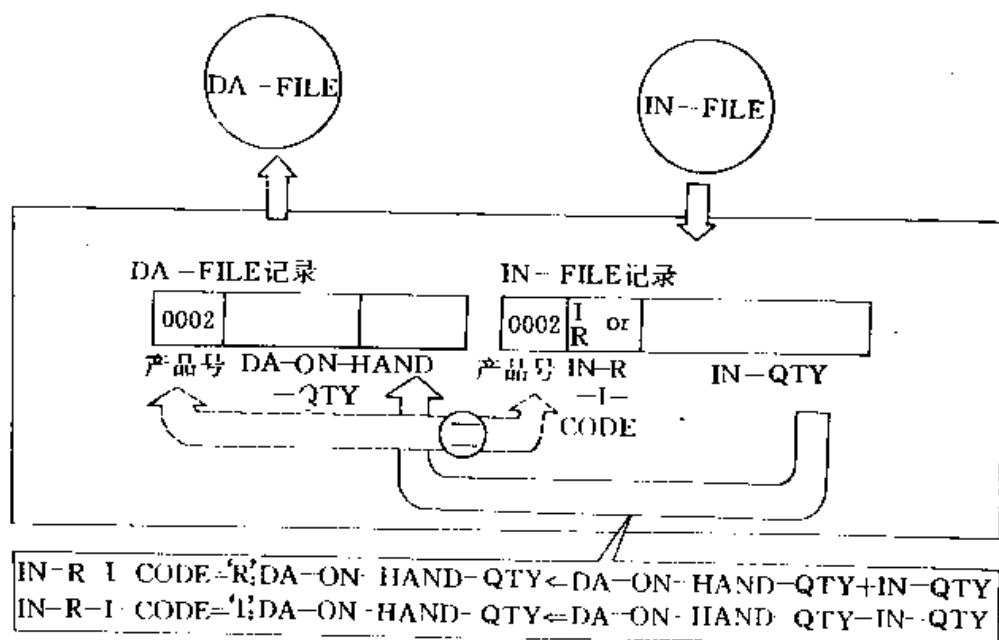 DA-FILE
IN--FILE
DA-FILE记录
IN-FILE记录
0002
0002
I
R or
产品号 DA-ON-HAND
-QTY
产品号 IN-R
-I-
CODE
IN-QTY
=
IN-R I CODE='R';DA-ON-HAND-QTY⇐DA-ON-HAND-QTY+IN-QTY
IN-R-I CODE='I';DA-ON-HAND-QTY⇐DA-ON-HAND QTY-IN-QTY